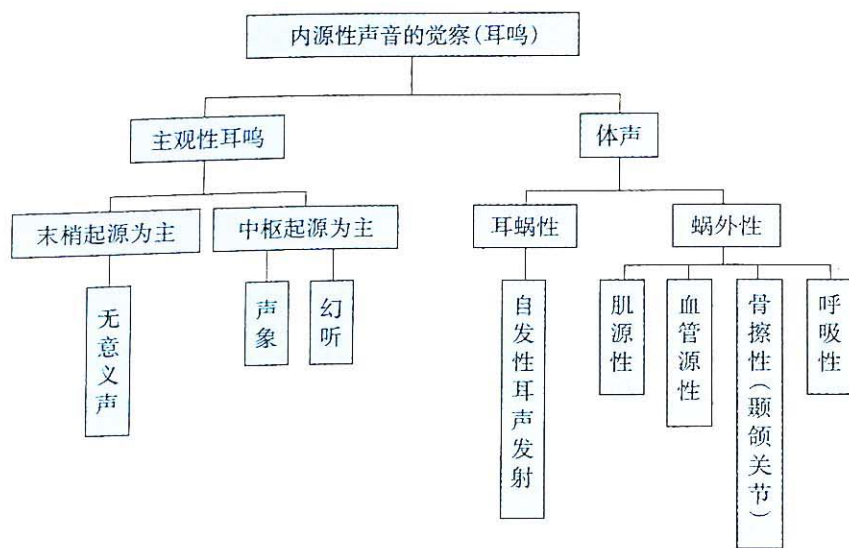 内源性声音的觉察(耳鸣)
主观性耳鸣
体声
末梢起源为主
中枢起源为主
耳蜗性
蜗外性
无意义声
声象
幻听
自发性耳声发射
肌源性
血管源性
骨擦性(颞颌关节)
呼吸性